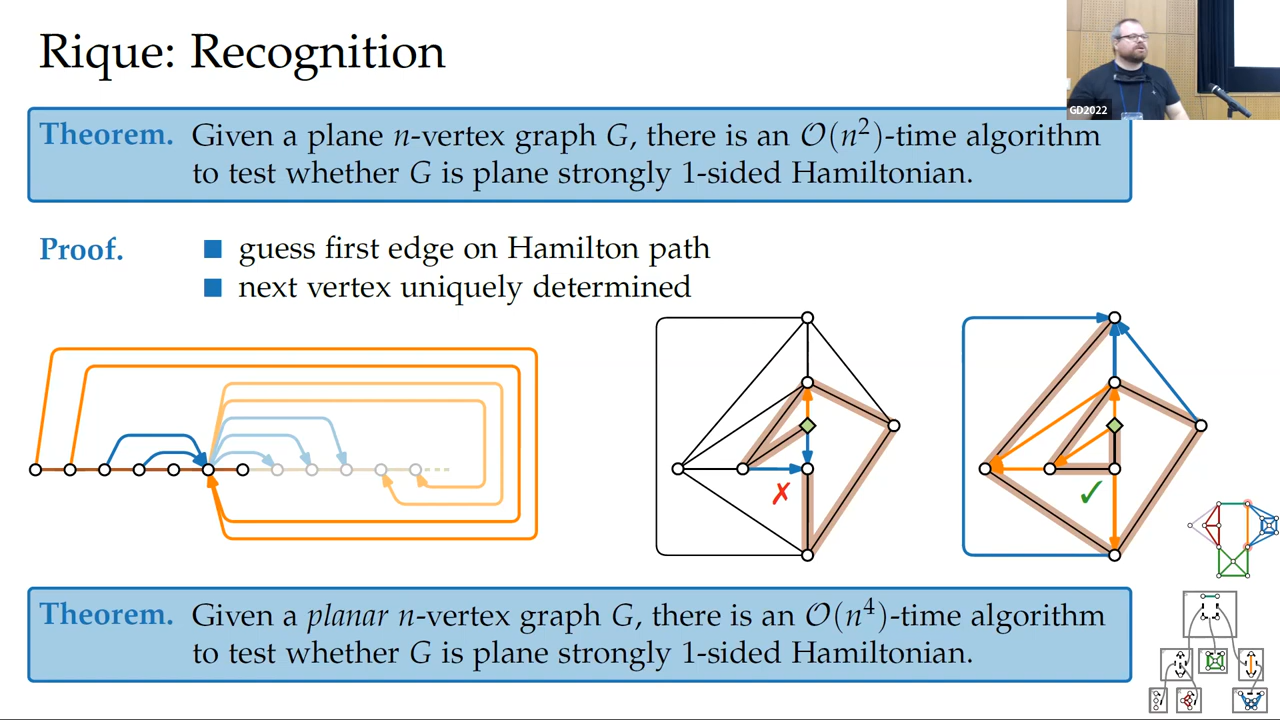 Rique: Recognition
GD2022
Theorem. Given a plane n-vertex graph G, there is an O(n²)-time algorithm
to test whether G is plane strongly 1-sided Hamiltonian.
Proof. ■ guess first edge on Hamilton path
■ next vertex uniquely determined
✗
✓
Theorem. Given a planar n-vertex graph G, there is an O(n⁴)-time algorithm
to test whether G is plane strongly 1-sided Hamiltonian.